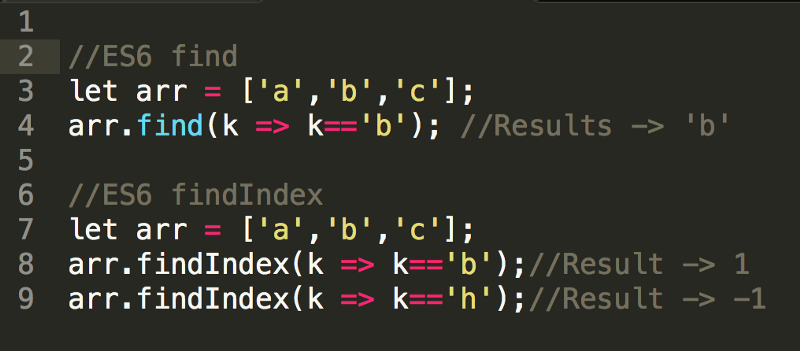 1
2 //ES6 find
3 let arr = ['a','b','c'];
4 arr.find(k => k=='b'); //Results -> 'b'
5
6 //ES6 findIndex
7 let arr = ['a','b','c'];
8 arr.findIndex(k => k=='b');//Result -> 1
9 arr.findIndex(k => k=='h');//Result -> -1